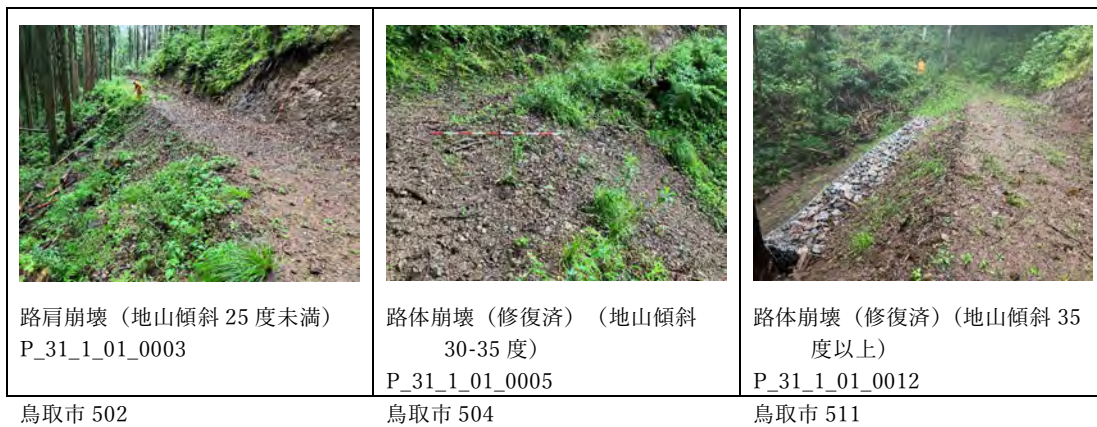 路肩崩壊（地山傾斜 25 度未満）
P_31_1_01_0003
路体崩壊（修復済）（地山傾斜
30-35 度）
P_31_1_01_0005
路体崩壊（修復済）（地山傾斜 35
度以上）
P_31_1_01_0012
鳥取市 502
鳥取市 504
鳥取市 511